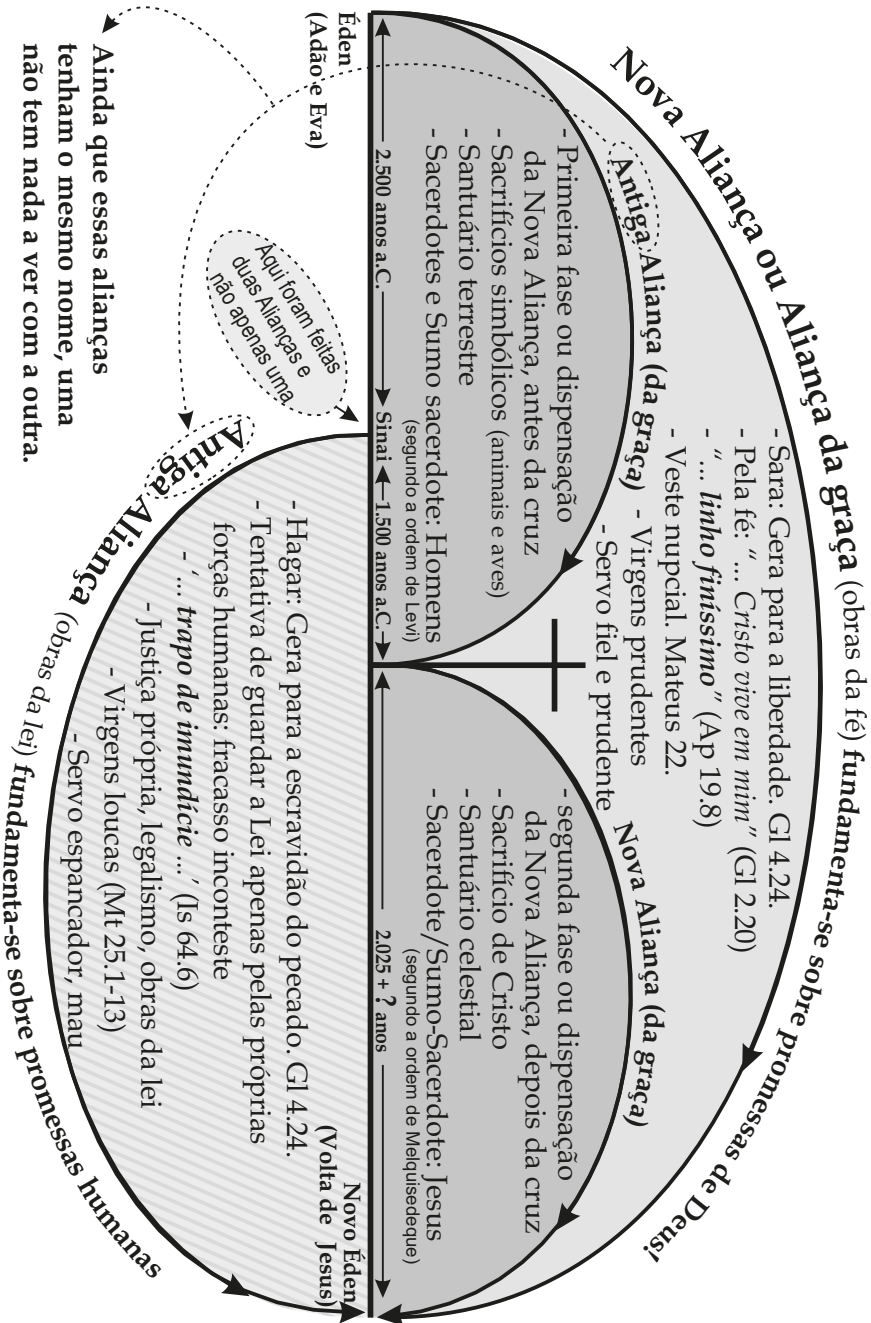 Nova Aliança ou Aliança da graça (obras da fé) fundamenta-se sobre promessas de Deus!
- Sara: Gera para a liberdade. Gl 4.24.
- Pela fé: “... Cristo vive em mim” (Gl 2.20)
- “... linho finíssimo” (Ap 19.8)
- Veste nupcial. Mateus 22.
- Virgens prudentes
- Servo fiel e prudente
Antiga Aliança (da graça)
- Primeira fase ou dispensação
da Nova Aliança, antes da cruz
- Sacrifícios simbólicos (animais e aves)
- Santuário terrestre
- Sacerdotes e Sumo sacerdote: Homens
(segundo a ordem de Levi)
Nova Aliança (da graça)
- segunda fase ou dispensação
da Nova Aliança, depois da cruz
- Sacrifício de Cristo
- Santuário celestial
- Sacerdote/Sumo-Sacerdote: Jesus
(segundo a ordem de Melquisedeque)
2.500 anos a.C.
Sinai
1.500 anos a.C.
2.025 + ? anos
Éden
(Adão e Eva)
Novo Éden
(Volta de Jesus)
Aqui foram feitas
duas Alianças e
não apenas uma
Ainda que essas alianças
tenham o mesmo nome, uma
não tem nada a ver com a outra.
- Hagar: Gera para a escravidão do pecado. Gl 4.24.
- Tentativa de guardar a Lei apenas pelas próprias
forças humanas: fracasso inconteste
- ‘... trapo de imundície ...’ (Is 64.6)
- Justiça própria, legalismo, obras da lei
- Virgens loucas (Mt 25.1-13)
- Servo espancador, mau
Antiga Aliança (obras da lei) fundamenta-se sobre promessas humanas